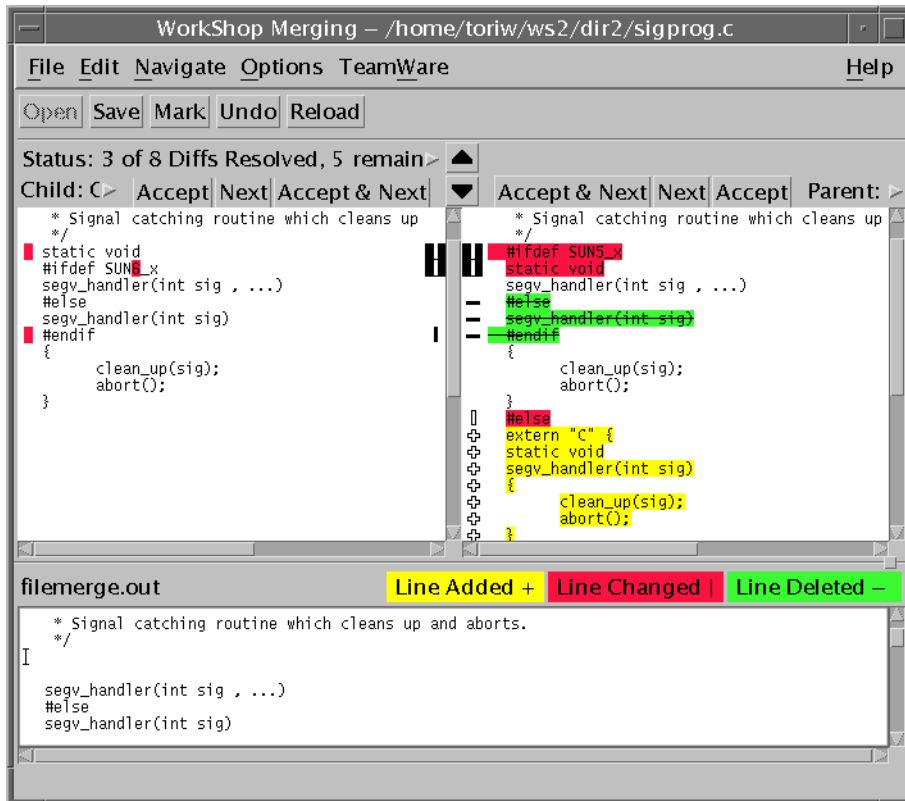 WorkShop Merging – /home/toriw/ws2/dir2/sigprog.c
File Edit Navigate Options TeamWare Help
Open Save Mark Undo Reload
Status: 3 of 8 Diffs Resolved, 5 remain
Child: C Accept Next Accept & Next Accept & Next Next Accept Parent:
* Signal catching routine which cleans up
*/
static void
#ifdef SUN6_x
segv_handler(int sig , ...)
#else
segv_handler(int sig)
#endif
{
clean_up(sig);
abort();
}
* Signal catching routine which cleans up
*/
#ifdef SUN5_x
static void
segv_handler(int sig , ...)
#else
segv_handler(int sig)
#endif
{
clean_up(sig);
abort();
}
#else
extern "C" {
static void
segv_handler(int sig)
{
clean_up(sig);
abort();
}
filemerge.out Line Added + Line Changed | Line Deleted –
* Signal catching routine which cleans up and aborts.
*/
segv_handler(int sig , ...)
#else
segv_handler(int sig)